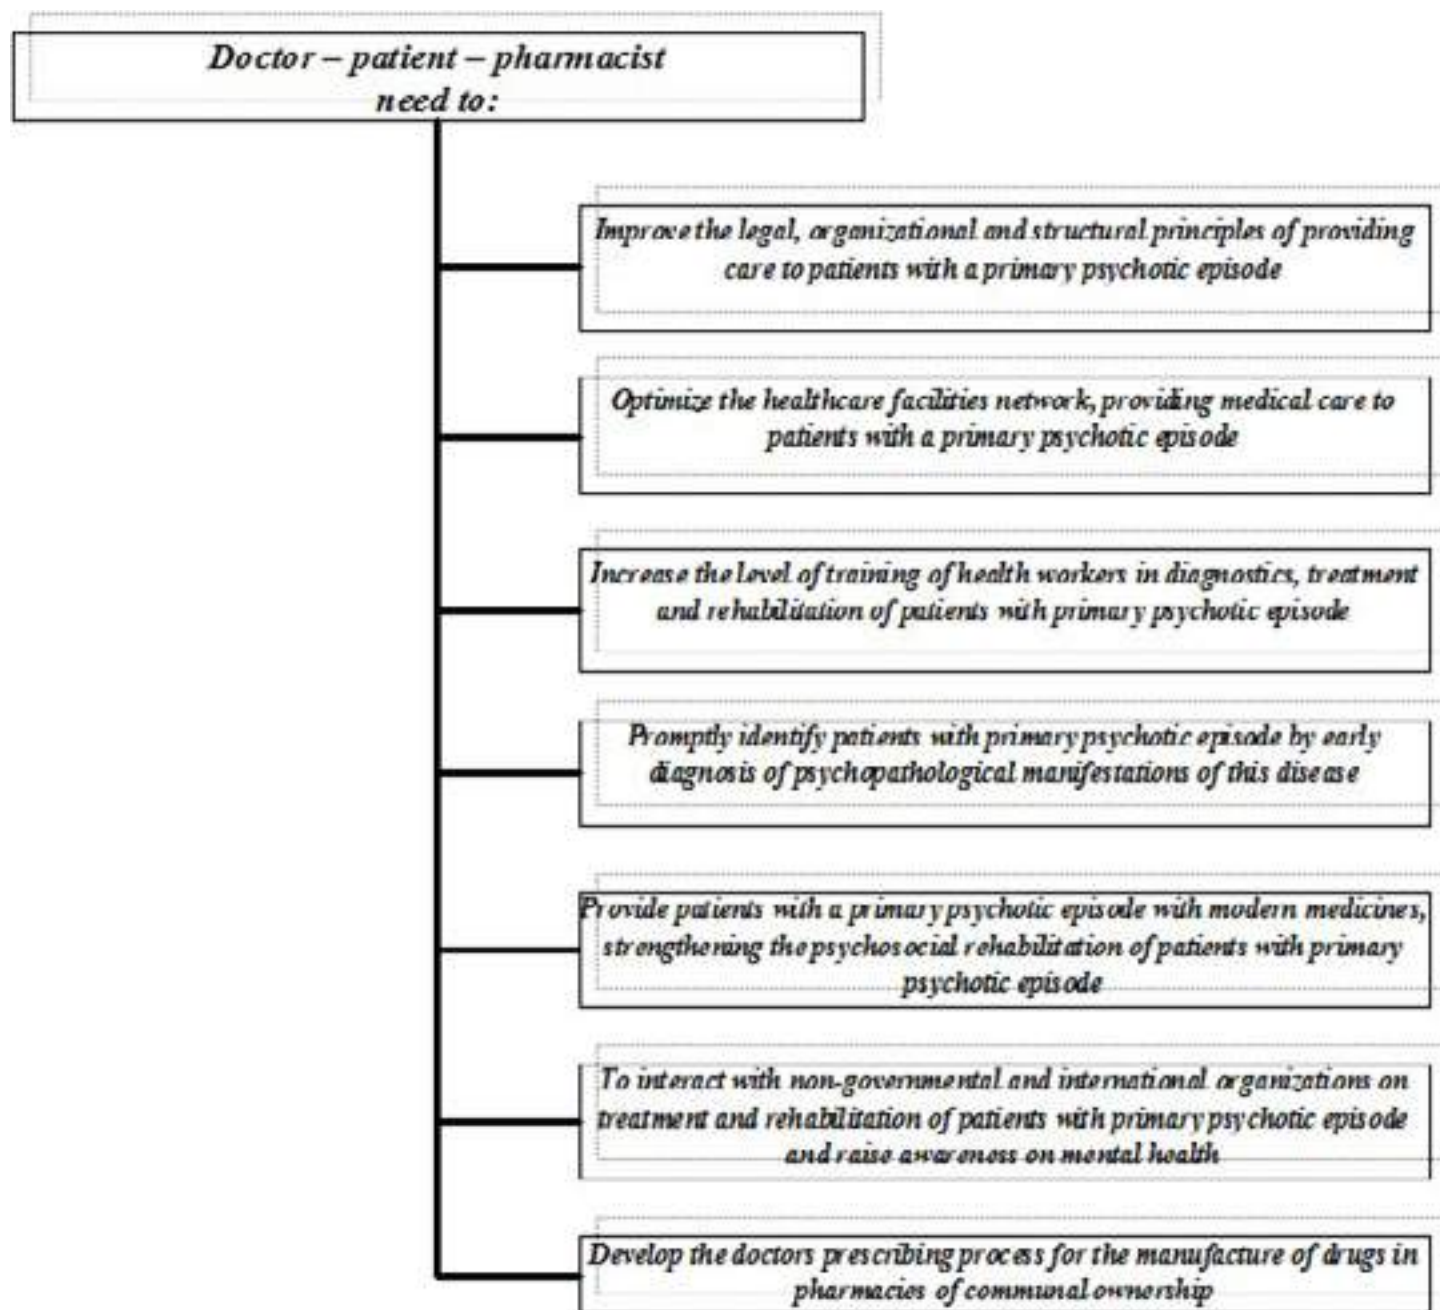 Doctor – patient – pharmacist
need to:
Improve the legal, organizational and structural principles of providing
care to patients with a primary psychotic episode
Optimize the healthcare facilities network, providing medical care to
patients with a primary psychotic episode
Increase the level of training of health workers in diagnostics, treatment
and rehabilitation of patients with primary psychotic episode
Promptly identify patients with primary psychotic episode by early
diagnosis of psychopathological manifestations of this disease
Provide patients with a primary psychotic episode with modern medicines,
strengthening the psychosocial rehabilitation of patients with primary
psychotic episode
To interact with non-governmental and international organizations on
treatment and rehabilitation of patients with primary psychotic episode
and raise awareness on mental health
Develop the doctors prescribing process for the manufacture of drugs in
pharmacies of communal ownership